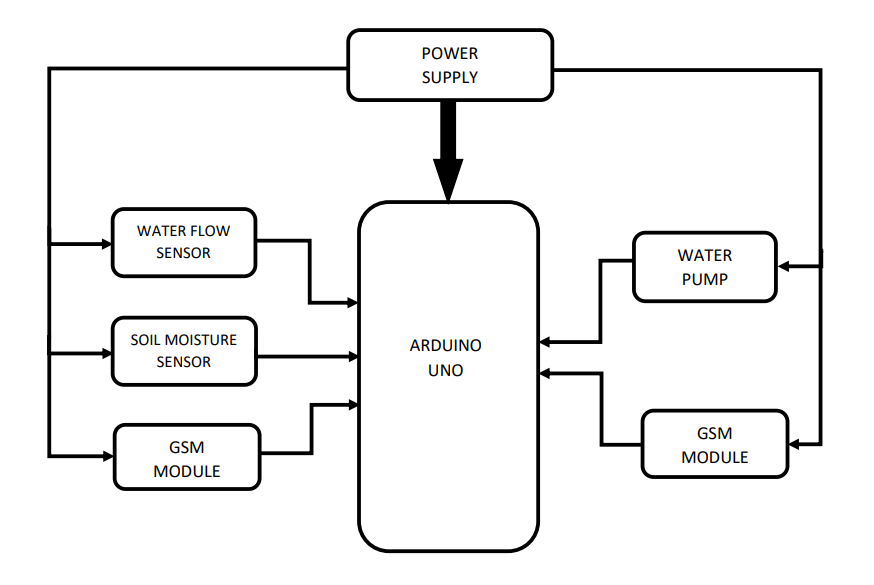 POWER
SUPPLY
WATER FLOW
SENSOR
SOIL MOISTURE
SENSOR
GSM
MODULE
ARDUINO
UNO
WATER
PUMP
GSM
MODULE